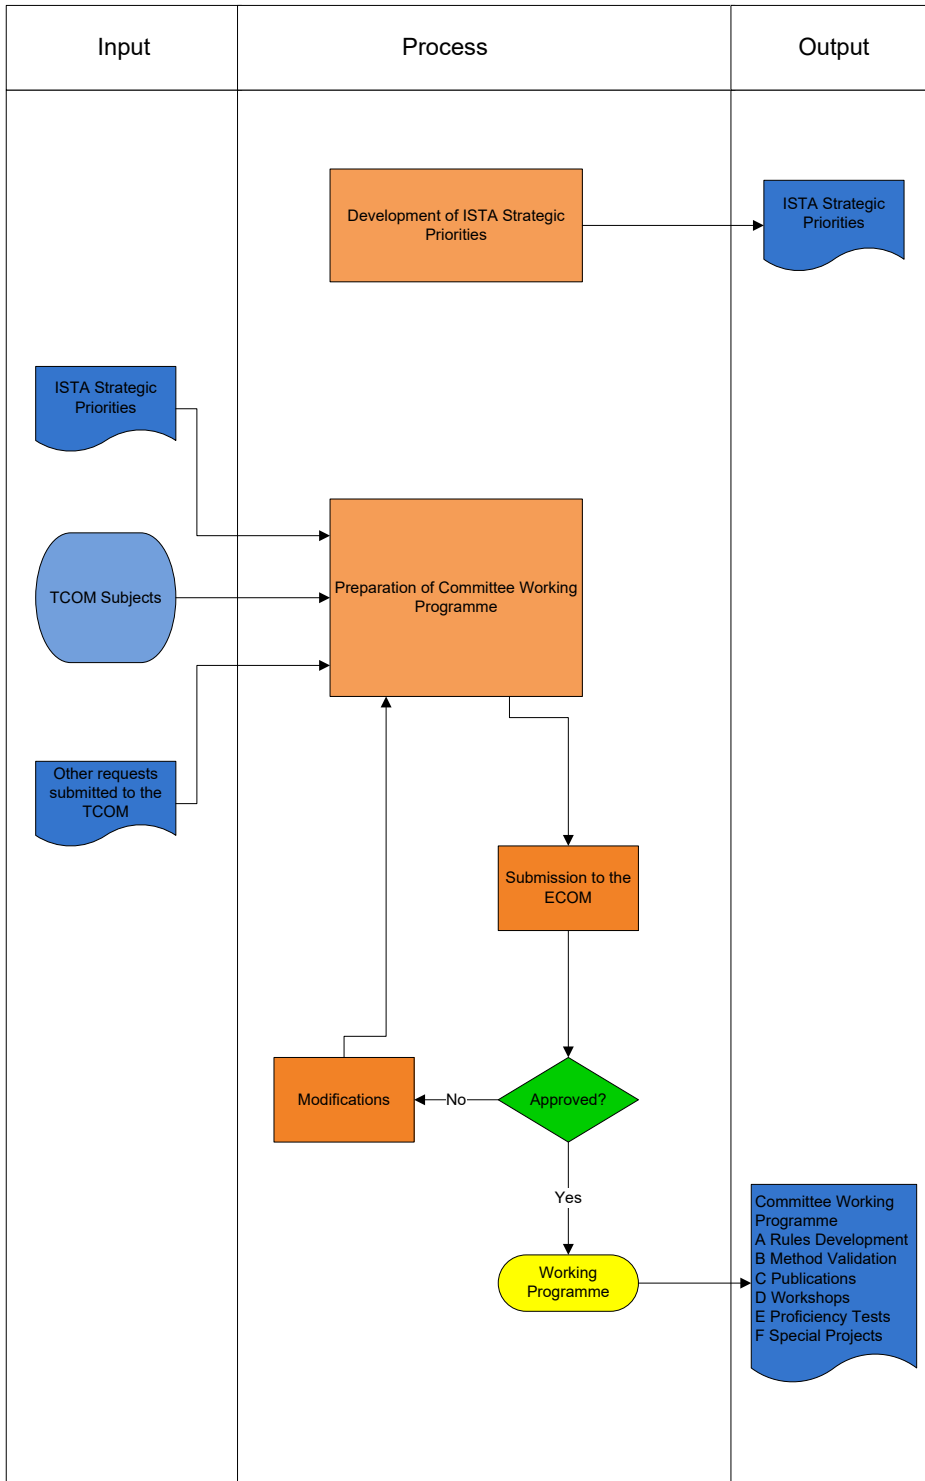 Input
Process
Output
Development of ISTA Strategic
Priorities
ISTA Strategic
Priorities
ISTA Strategic
Priorities
TCOM Subjects
Preparation of Committee Working
Programme
Other requests
submitted to the
TCOM
Submission to the
ECOM
Modifications
No
Approved?
Yes
Working
Programme
Committee Working
Programme
A Rules Development
B Method Validation
C Publications
D Workshops
E Proficiency Tests
F Special Projects